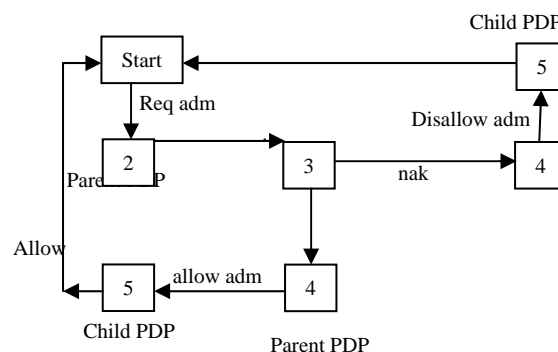 Child PDP
Start
5
Req adm
Disallow adm
2
3
4
nak
Allow
allow adm
5
4
Child PDP
Parent PDP